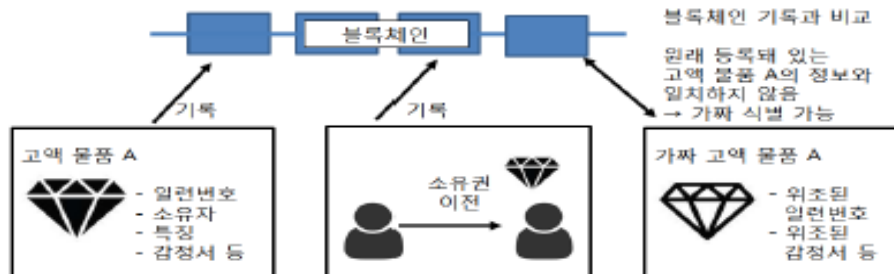 블록체인
블록체인 기록과 비교
원래 등록돼 있는
고액 물품 A의 정보와
일치하지 않음
→ 가짜 식별 가능
기록
기록
고액 물품 A
- 일련번호
- 소유자
- 특징
- 감정서 등
소유권
이전
가짜 고액 물품 A
- 위조된
일련번호
- 위조된
감정서 등